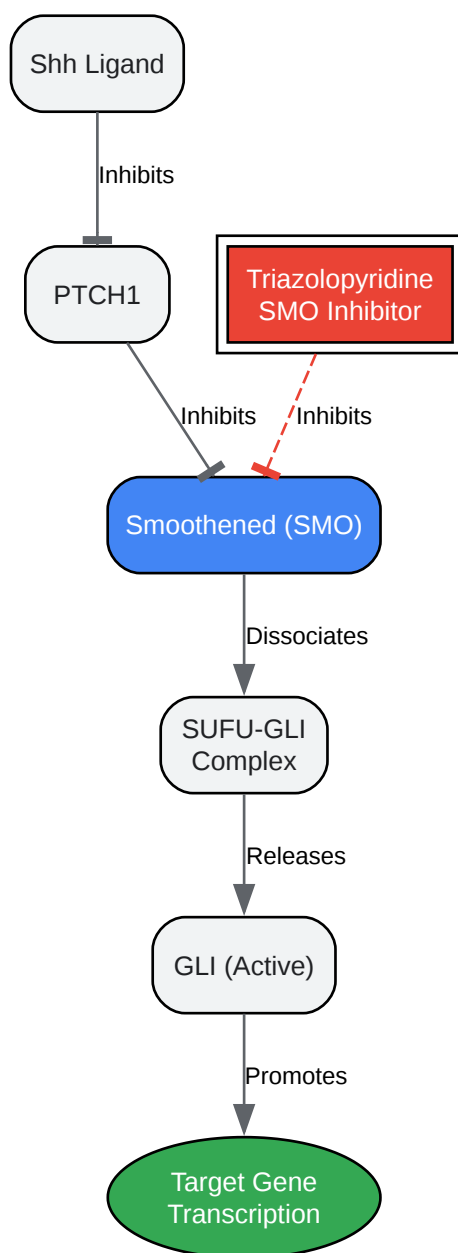 Shh Ligand
Inhibits
PTCH1
Triazolopyridine
SMO Inhibitor
Inhibits
Inhibits
Smoothened (SMO)
Dissociates
SUFU-GLI
Complex
Releases
GLI (Active)
Promotes
Target Gene
Transcription